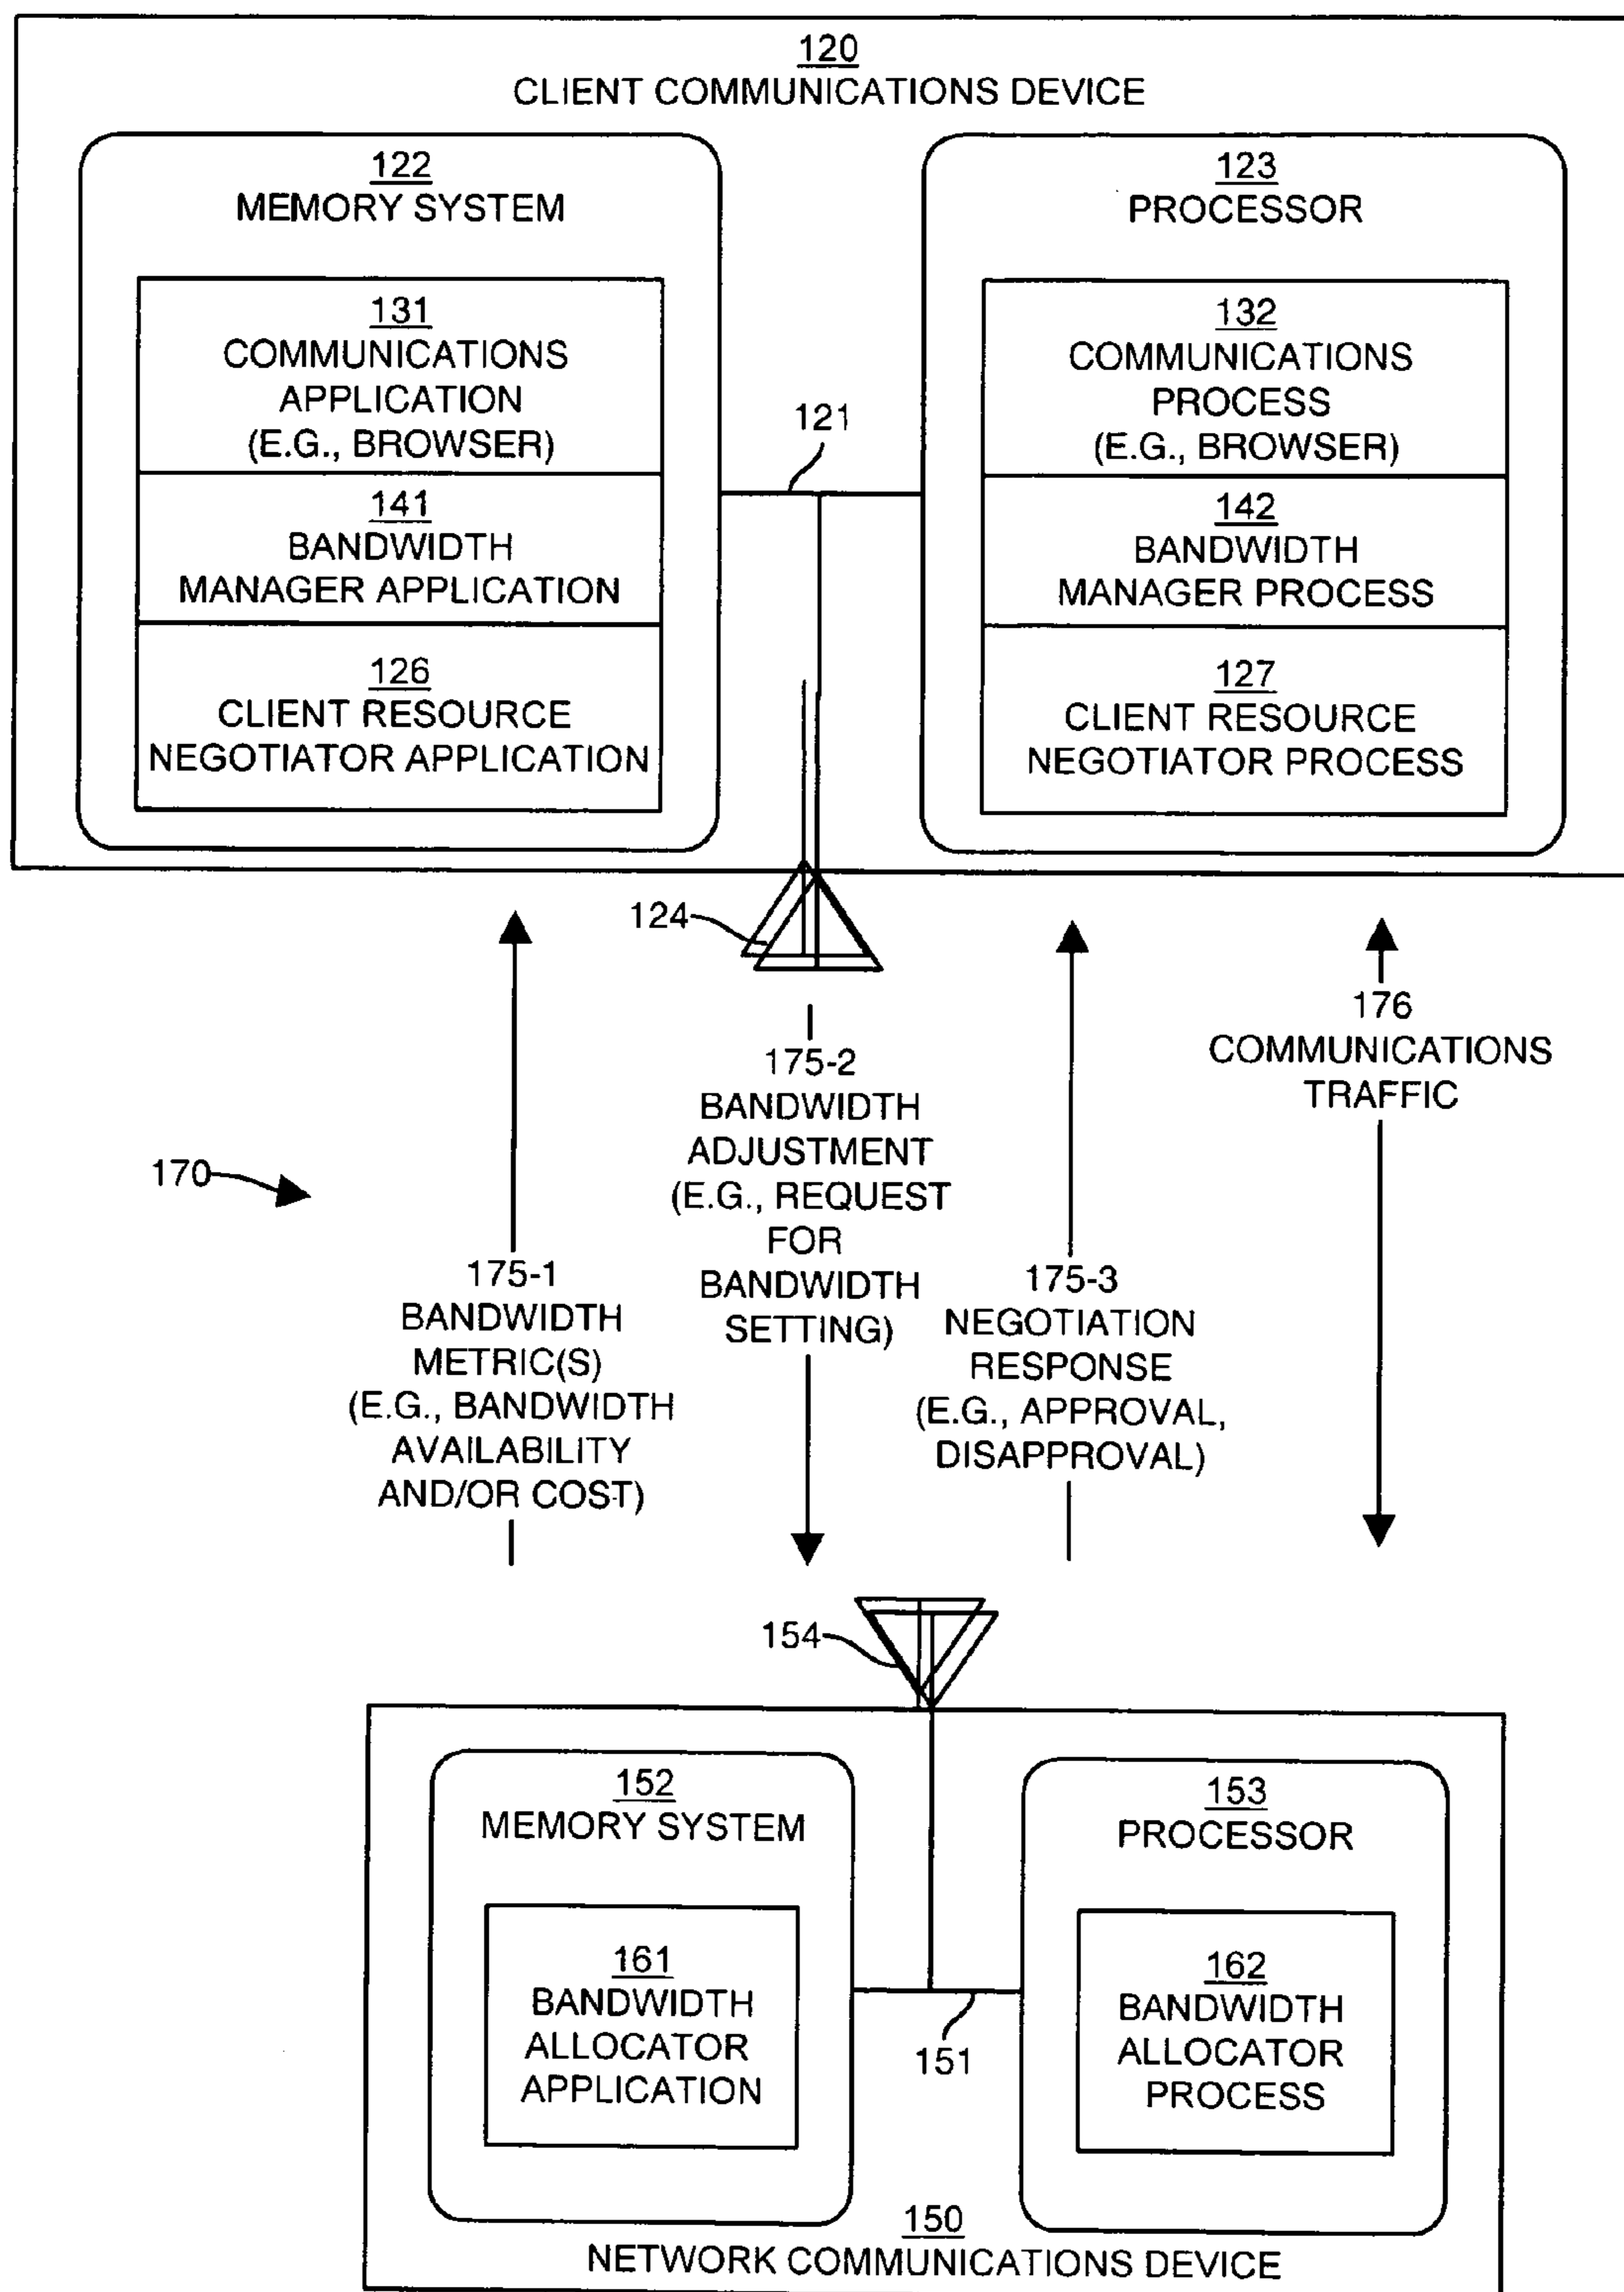 120
CLIENT COMMUNICATIONS DEVICE
122
MEMORY SYSTEM
131
COMMUNICATIONS
APPLICATION
(E.G., BROWSER)
141
BANDWIDTH
MANAGER APPLICATION
126
CLIENT RESOURCE
NEGOTIATOR APPLICATION
121
123
PROCESSOR
132
COMMUNICATIONS
PROCESS
(E.G., BROWSER)
142
BANDWIDTH
MANAGER PROCESS
127
CLIENT RESOURCE
NEGOTIATOR PROCESS
124
170
175-1
BANDWIDTH
METRIC(S)
(E.G., BANDWIDTH
AVAILABILITY
AND/OR COST)
175-2
BANDWIDTH
ADJUSTMENT
(E.G., REQUEST
FOR
BANDWIDTH
SETTING)
175-3
NEGOTIATION
RESPONSE
(E.G., APPROVAL,
DISAPPROVAL)
176
COMMUNICATIONS
TRAFFIC
154
152
MEMORY SYSTEM
161
BANDWIDTH
ALLOCATOR
APPLICATION
151
153
PROCESSOR
162
BANDWIDTH
ALLOCATOR
PROCESS
150
NETWORK COMMUNICATIONS DEVICE